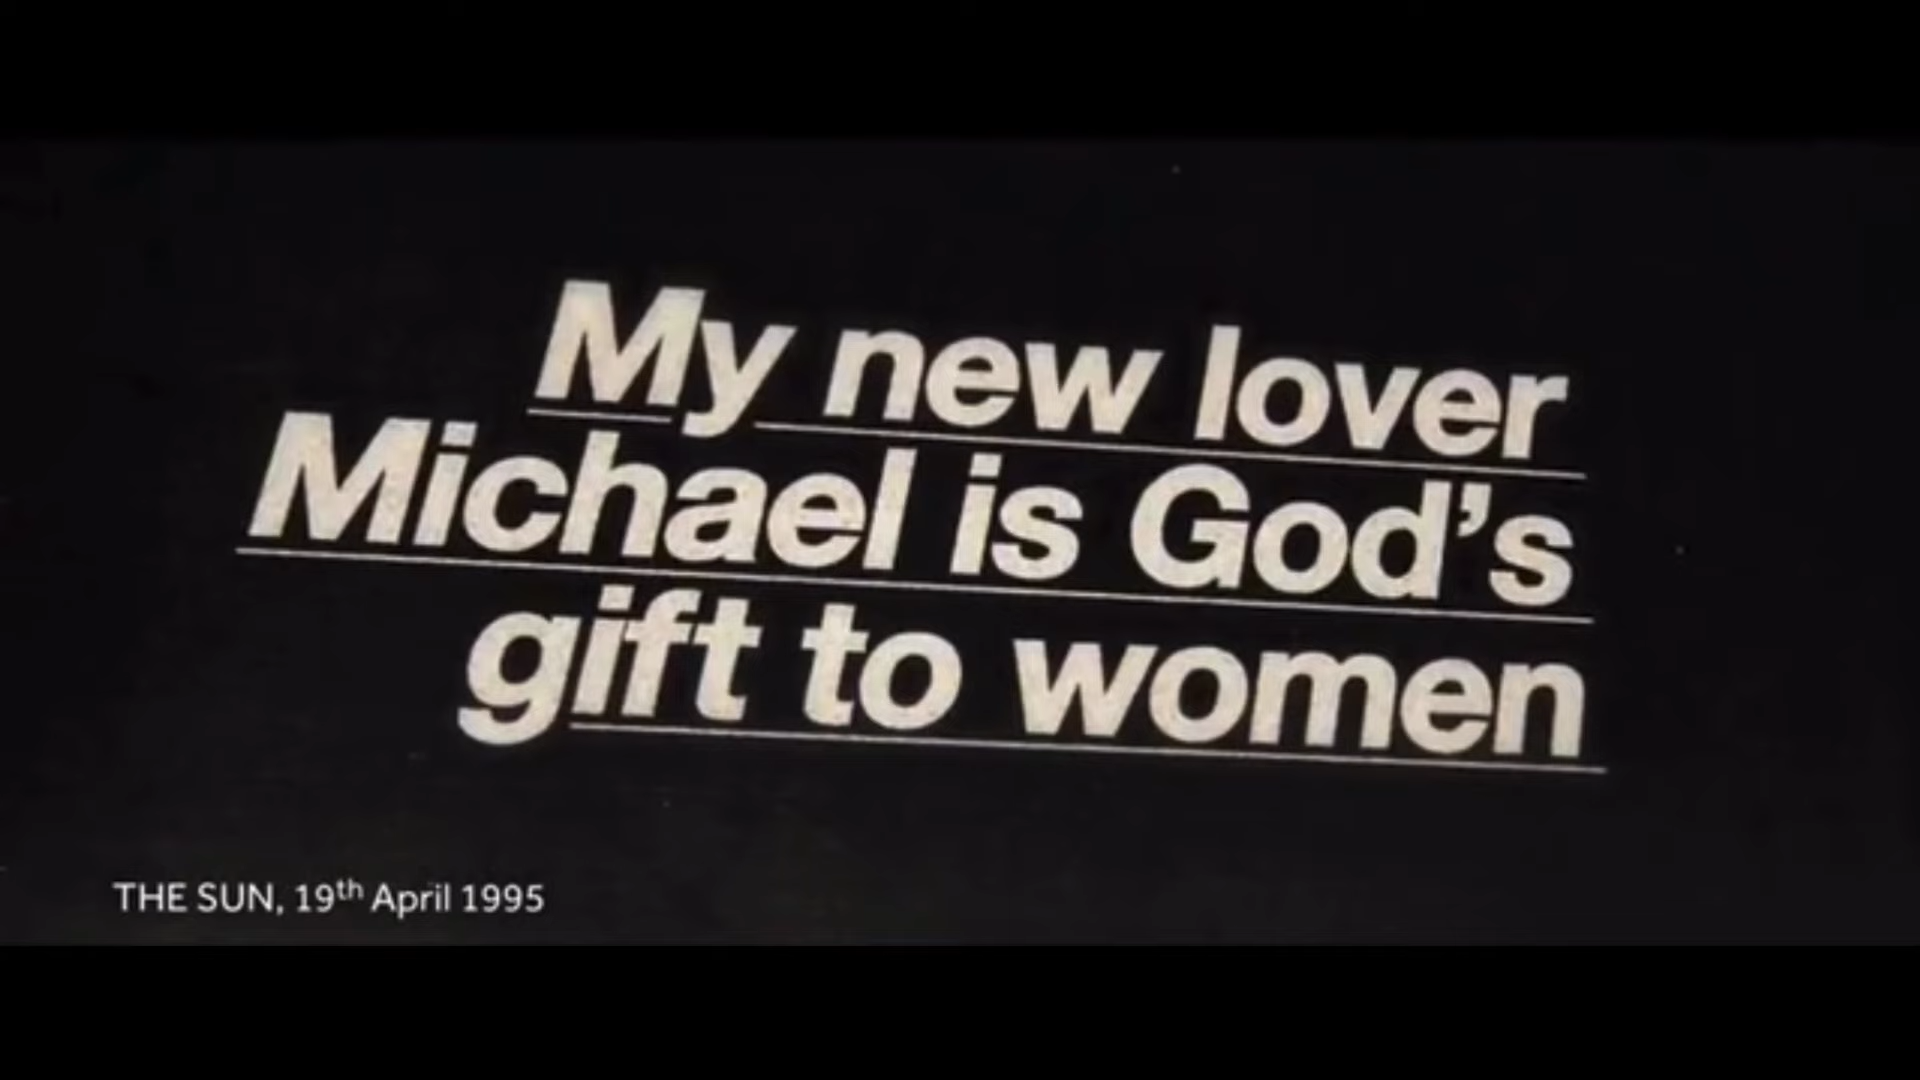 My new lover
Michael is God's
gift to women
THE SUN, 19th April 1995